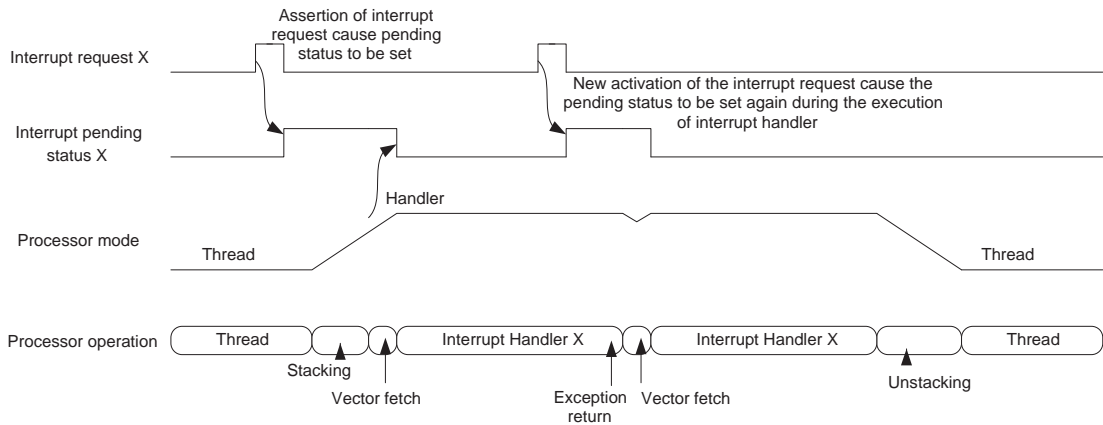 Assertion of interrupt
request cause pending
status to be set
Interrupt request X
New activation of the interrupt request cause the
pending status to be set again during the execution
of interrupt handler
Interrupt pending
status X
Handler
Processor mode
Thread
Thread
Processor operation
Thread
Interrupt Handler X
Interrupt Handler X
Thread
Stacking
Vector fetch
Exception
return
Vector fetch
Unstacking